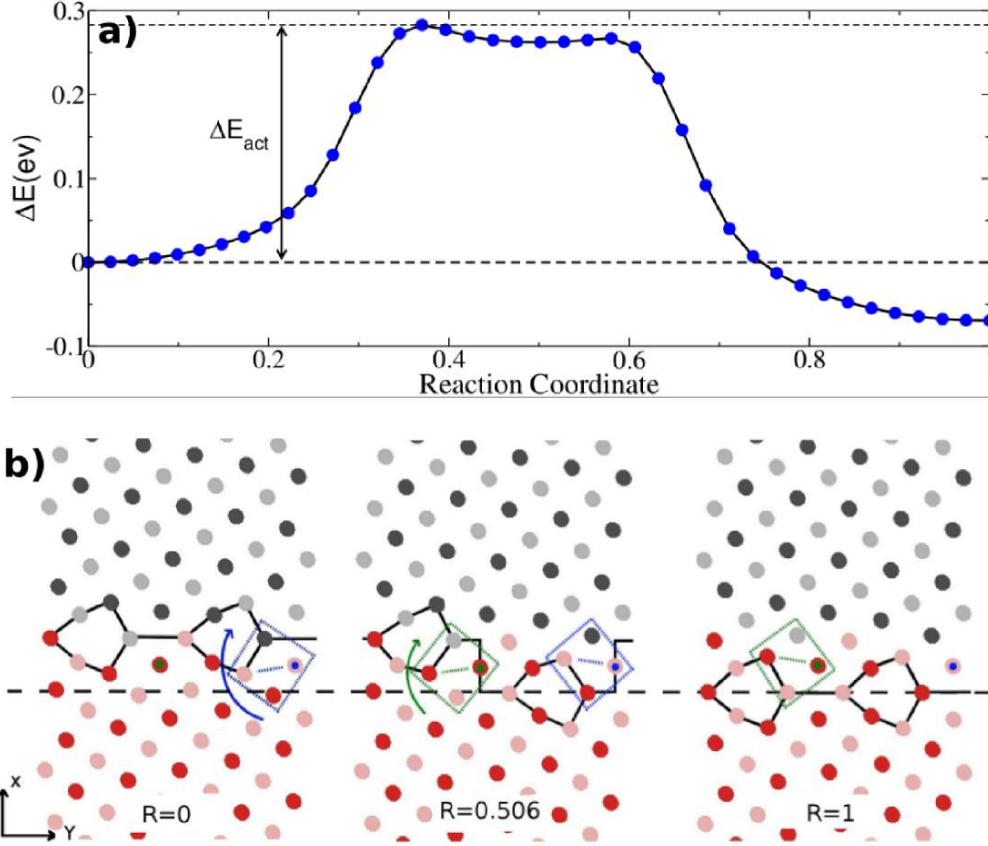 a)
0.3
0.2
0.1
0
-0.1
ΔE(ev)
ΔE_act
0 0.2 0.4 0.6 0.8
Reaction Coordinate
b)
X
Y
R=0
R=0.506
R=1